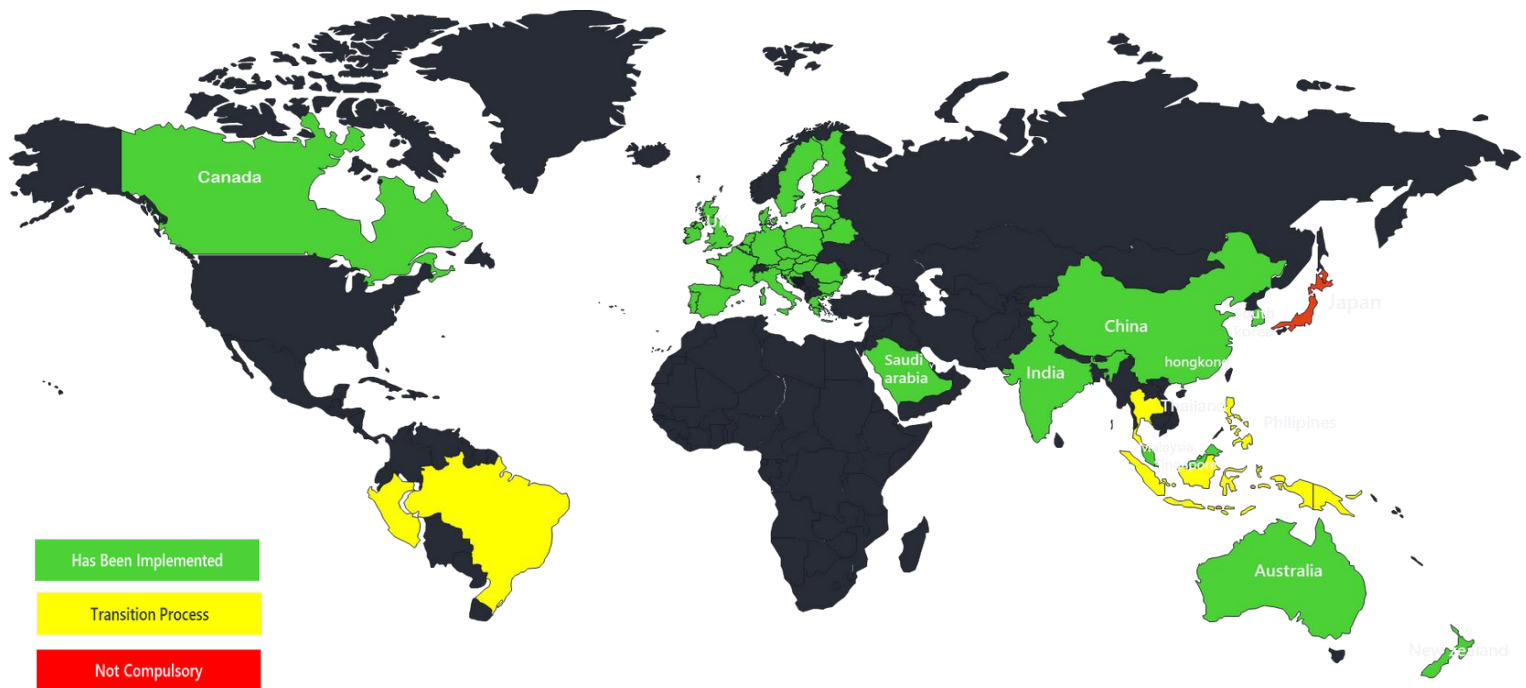 Canada
Japan
China
Saudi
arabia
India
hongkong
Thailand
Philipines
Malaysia
Australia
New Zealand
Has Been Implemented
Transition Process
Not Compulsory